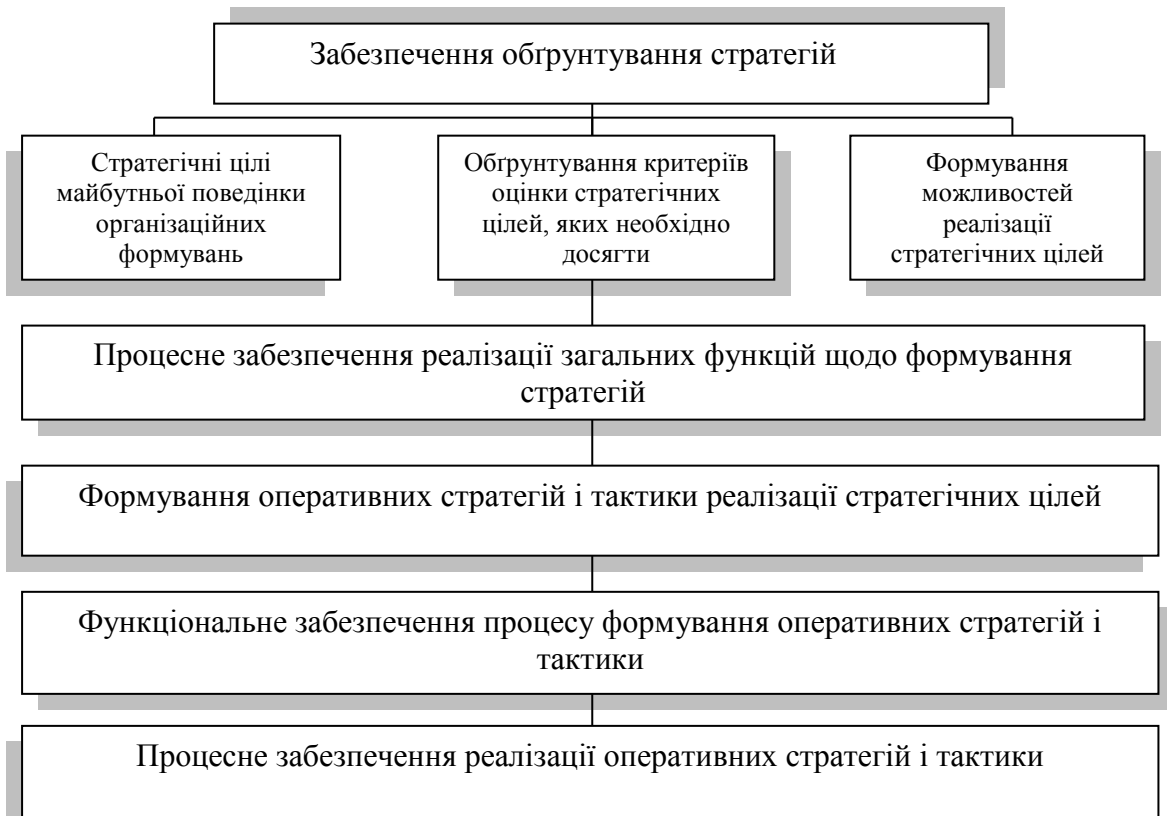 Забезпечення обґрунтування стратегій
Стратегічні цілі
майбутньої поведінки
організаційних
формувань
Обґрунтування критеріїв
оцінки стратегічних
цілей, яких необхідно
досягти
Формування
можливостей
реалізації
стратегічних цілей
Процесне забезпечення реалізації загальних функцій щодо формування
стратегій
Формування оперативних стратегій і тактики реалізації стратегічних цілей
Функціональне забезпечення процесу формування оперативних стратегій і
тактики
Процесне забезпечення реалізації оперативних стратегій і тактики